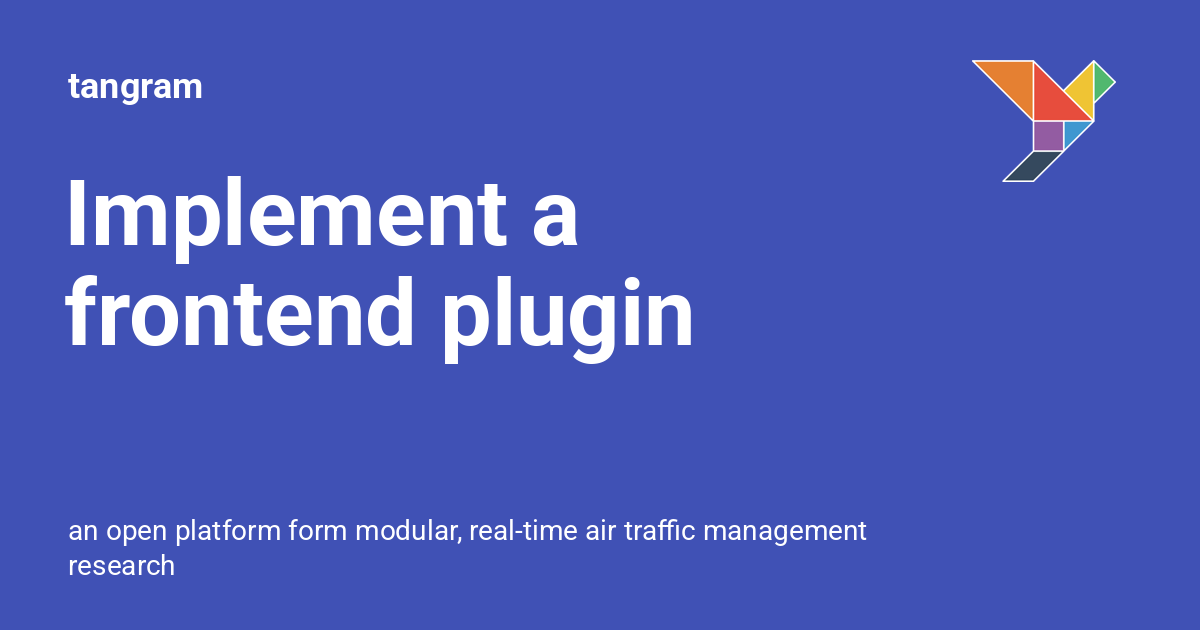 tangram
Implement a
frontend plugin
an open platform form modular, real-time air traffic management
research